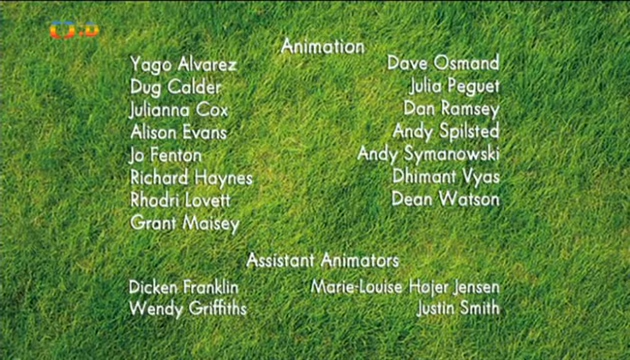 Animation
Yago Alvarez
Dug Calder
Julianna Cox
Alison Evans
Jo Fenton
Richard Haynes
Rhodri Lovett
Grant Maisey
Dave Osmand
Julia Peguet
Dan Ramsey
Andy Spilsted
Andy Symanowski
Dhimant Vyas
Dean Watson
Assistant Animators
Dicken Franklin
Wendy Griffiths
Marie-Louise Højer Jensen
Justin Smith